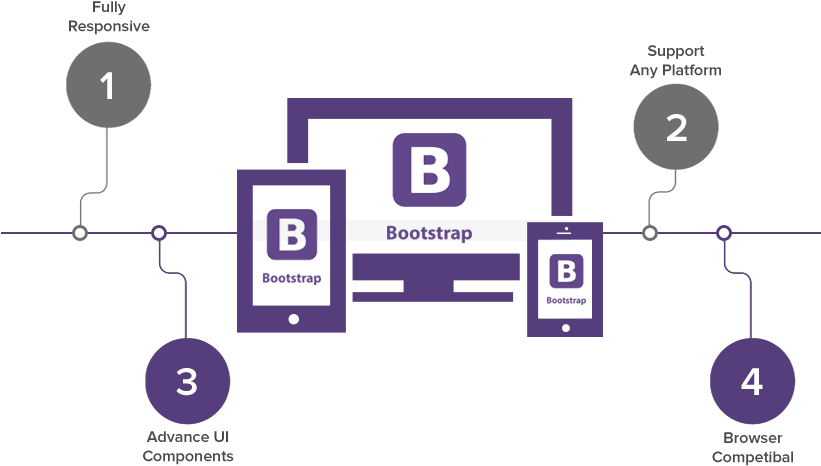 Fully
Responsive
1
Support
Any Platform
2
B
Bootstrap
B
Bootstrap
B
Bootstrap
3
Advance UI
Components
4
Browser
Competibal